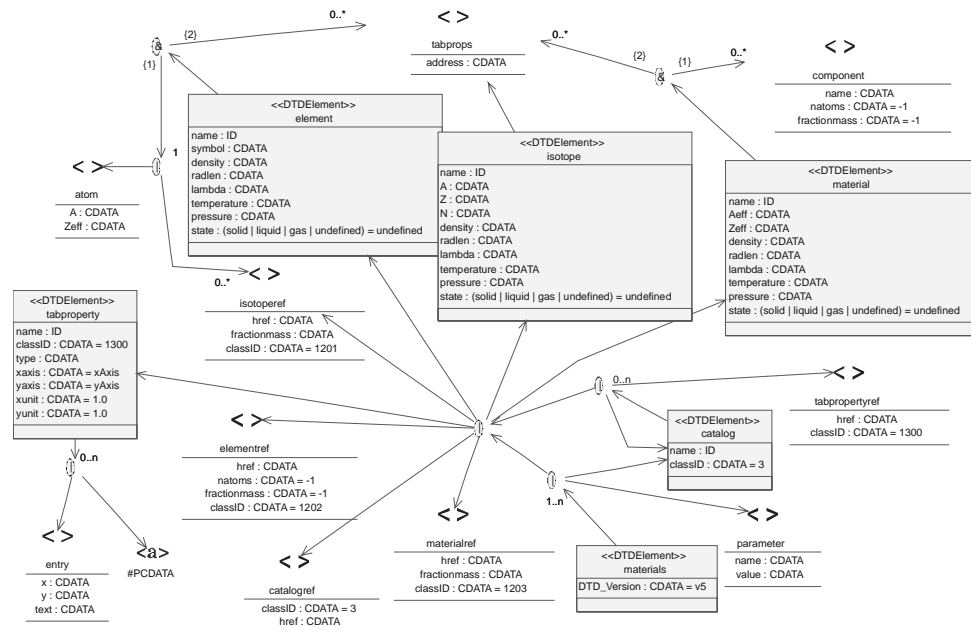 < >
{2}
0..*
&
{1}
tabprops
address : CDATA
0..*
{2}
{1}
0..*
&
< >
component
name : CDATA
natoms : CDATA = -1
fractionmass : CDATA = -1
<<DTDElement>>
element
name : ID
symbol : CDATA
density : CDATA
radlen : CDATA
lambda : CDATA
temperature : CDATA
pressure : CDATA
state : (solid | liquid | gas | undefined) = undefined
<<DTDElement>>
isotope
name : ID
A : CDATA
Z : CDATA
N : CDATA
density : CDATA
radlen : CDATA
lambda : CDATA
temperature : CDATA
pressure : CDATA
state : (solid | liquid | gas | undefined) = undefined
<<DTDElement>>
material
name : ID
Aeff : CDATA
Zeff : CDATA
density : CDATA
radlen : CDATA
lambda : CDATA
temperature : CDATA
pressure : CDATA
state : (solid | liquid | gas | undefined) = undefined
1
|
< >
atom
A : CDATA
Zeff : CDATA
0..*
< >
isotoperef
href : CDATA
fractionmass : CDATA
classID : CDATA = 1201
<<DTDElement>>
tabproperty
name : ID
classID : CDATA = 1300
type : CDATA
xaxis : CDATA = xAxis
yaxis : CDATA = yAxis
xunit : CDATA = 1.0
yunit : CDATA = 1.0
0..n
|
< >
entry
x : CDATA
y : CDATA
text : CDATA
<a>
#PCDATA
< >
elementref
href : CDATA
natoms : CDATA = -1
fractionmass : CDATA = -1
classID : CDATA = 1202
|
< >
catalogref
classID : CDATA = 3
href : CDATA
< >
materialref
href : CDATA
fractionmass : CDATA
classID : CDATA = 1203
|
0..n
< >
tabpropertyref
href : CDATA
classID : CDATA = 1300
<<DTDElement>>
catalog
name : ID
classID : CDATA = 3
|
1..n
<<DTDElement>>
materials
DTD_Version : CDATA = v5
< >
parameter
name : CDATA
value : CDATA